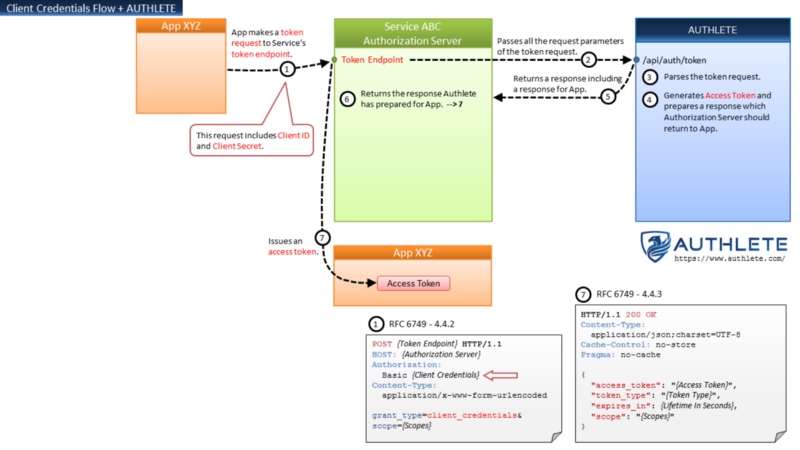 Client Credentials Flow + AUTHLETE
App XYZ
App makes a token
request to Service's
token endpoint.
1
This request includes Client ID
and Client Secret.
Service ABC
Authorization Server
Token Endpoint
6 Returns the response Authlete
has prepared for App. --> 7
Passes all the request parameters
of the token request.
2
Returns a response including
a response for App.
5
AUTHLETE
/api/auth/token
3 Parses the token request.
4 Generates Access Token and
prepares a response which
Authorization Server should
return to App.
AUTHLETE
https://www.authlete.com/
7
Issues an
access token.
App XYZ
Access Token
1 RFC 6749 - 4.4.2
POST {Token Endpoint} HTTP/1.1
HOST: {Authorization Server}
Authorization:
Basic {Client Credentials}
Content-Type:
application/x-www-form-urlencoded
grant_type=client_credentials&
scope={Scopes}
7 RFC 6749 - 4.4.3
HTTP/1.1 200 OK
Content-Type:
application/json;charset=UTF-8
Cache-Control: no-store
Pragma: no-cache
{
"access_token": "{Access Token}",
"token_type": "{Token Type}",
"expires_in": {Lifetime In Seconds},
"scope": "{Scopes}"
}